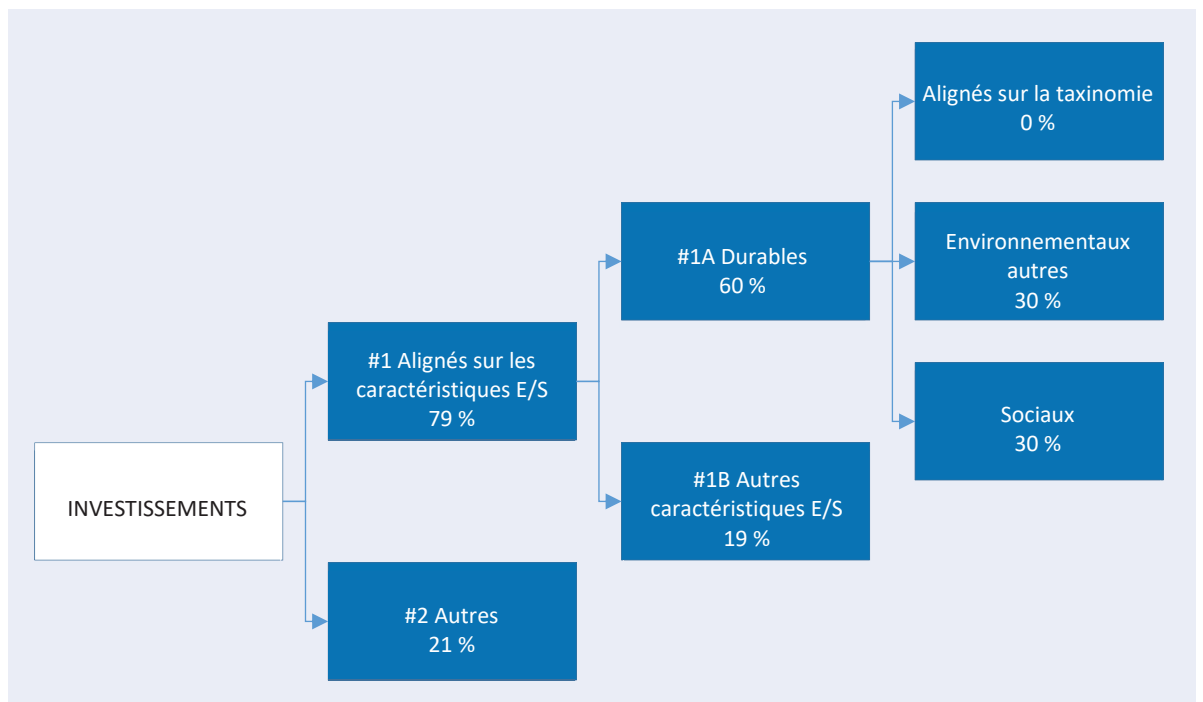 INVESTISSEMENTS
#1 Alignés sur les
caractéristiques E/S
79 %
#2 Autres
21 %
#1A Durables
60 %
#1B Autres
caractéristiques E/S
19 %
Alignés sur la taxinomie
0 %
Environnementaux
autres
30 %
Sociaux
30 %